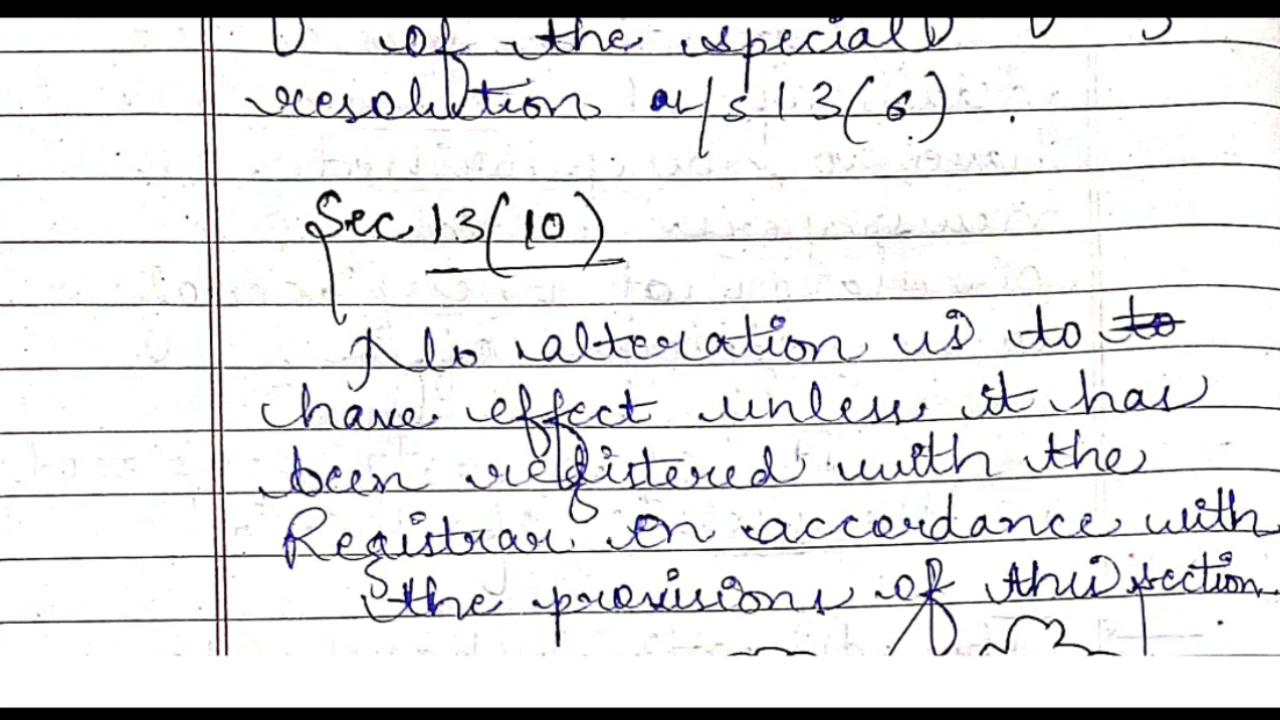 of the special
resolution u/s 13(6).
Sec 13(10)
No alteration is to to
have effect unless it has
been registered with the
Registrar in accordance with
the provisions of this section.